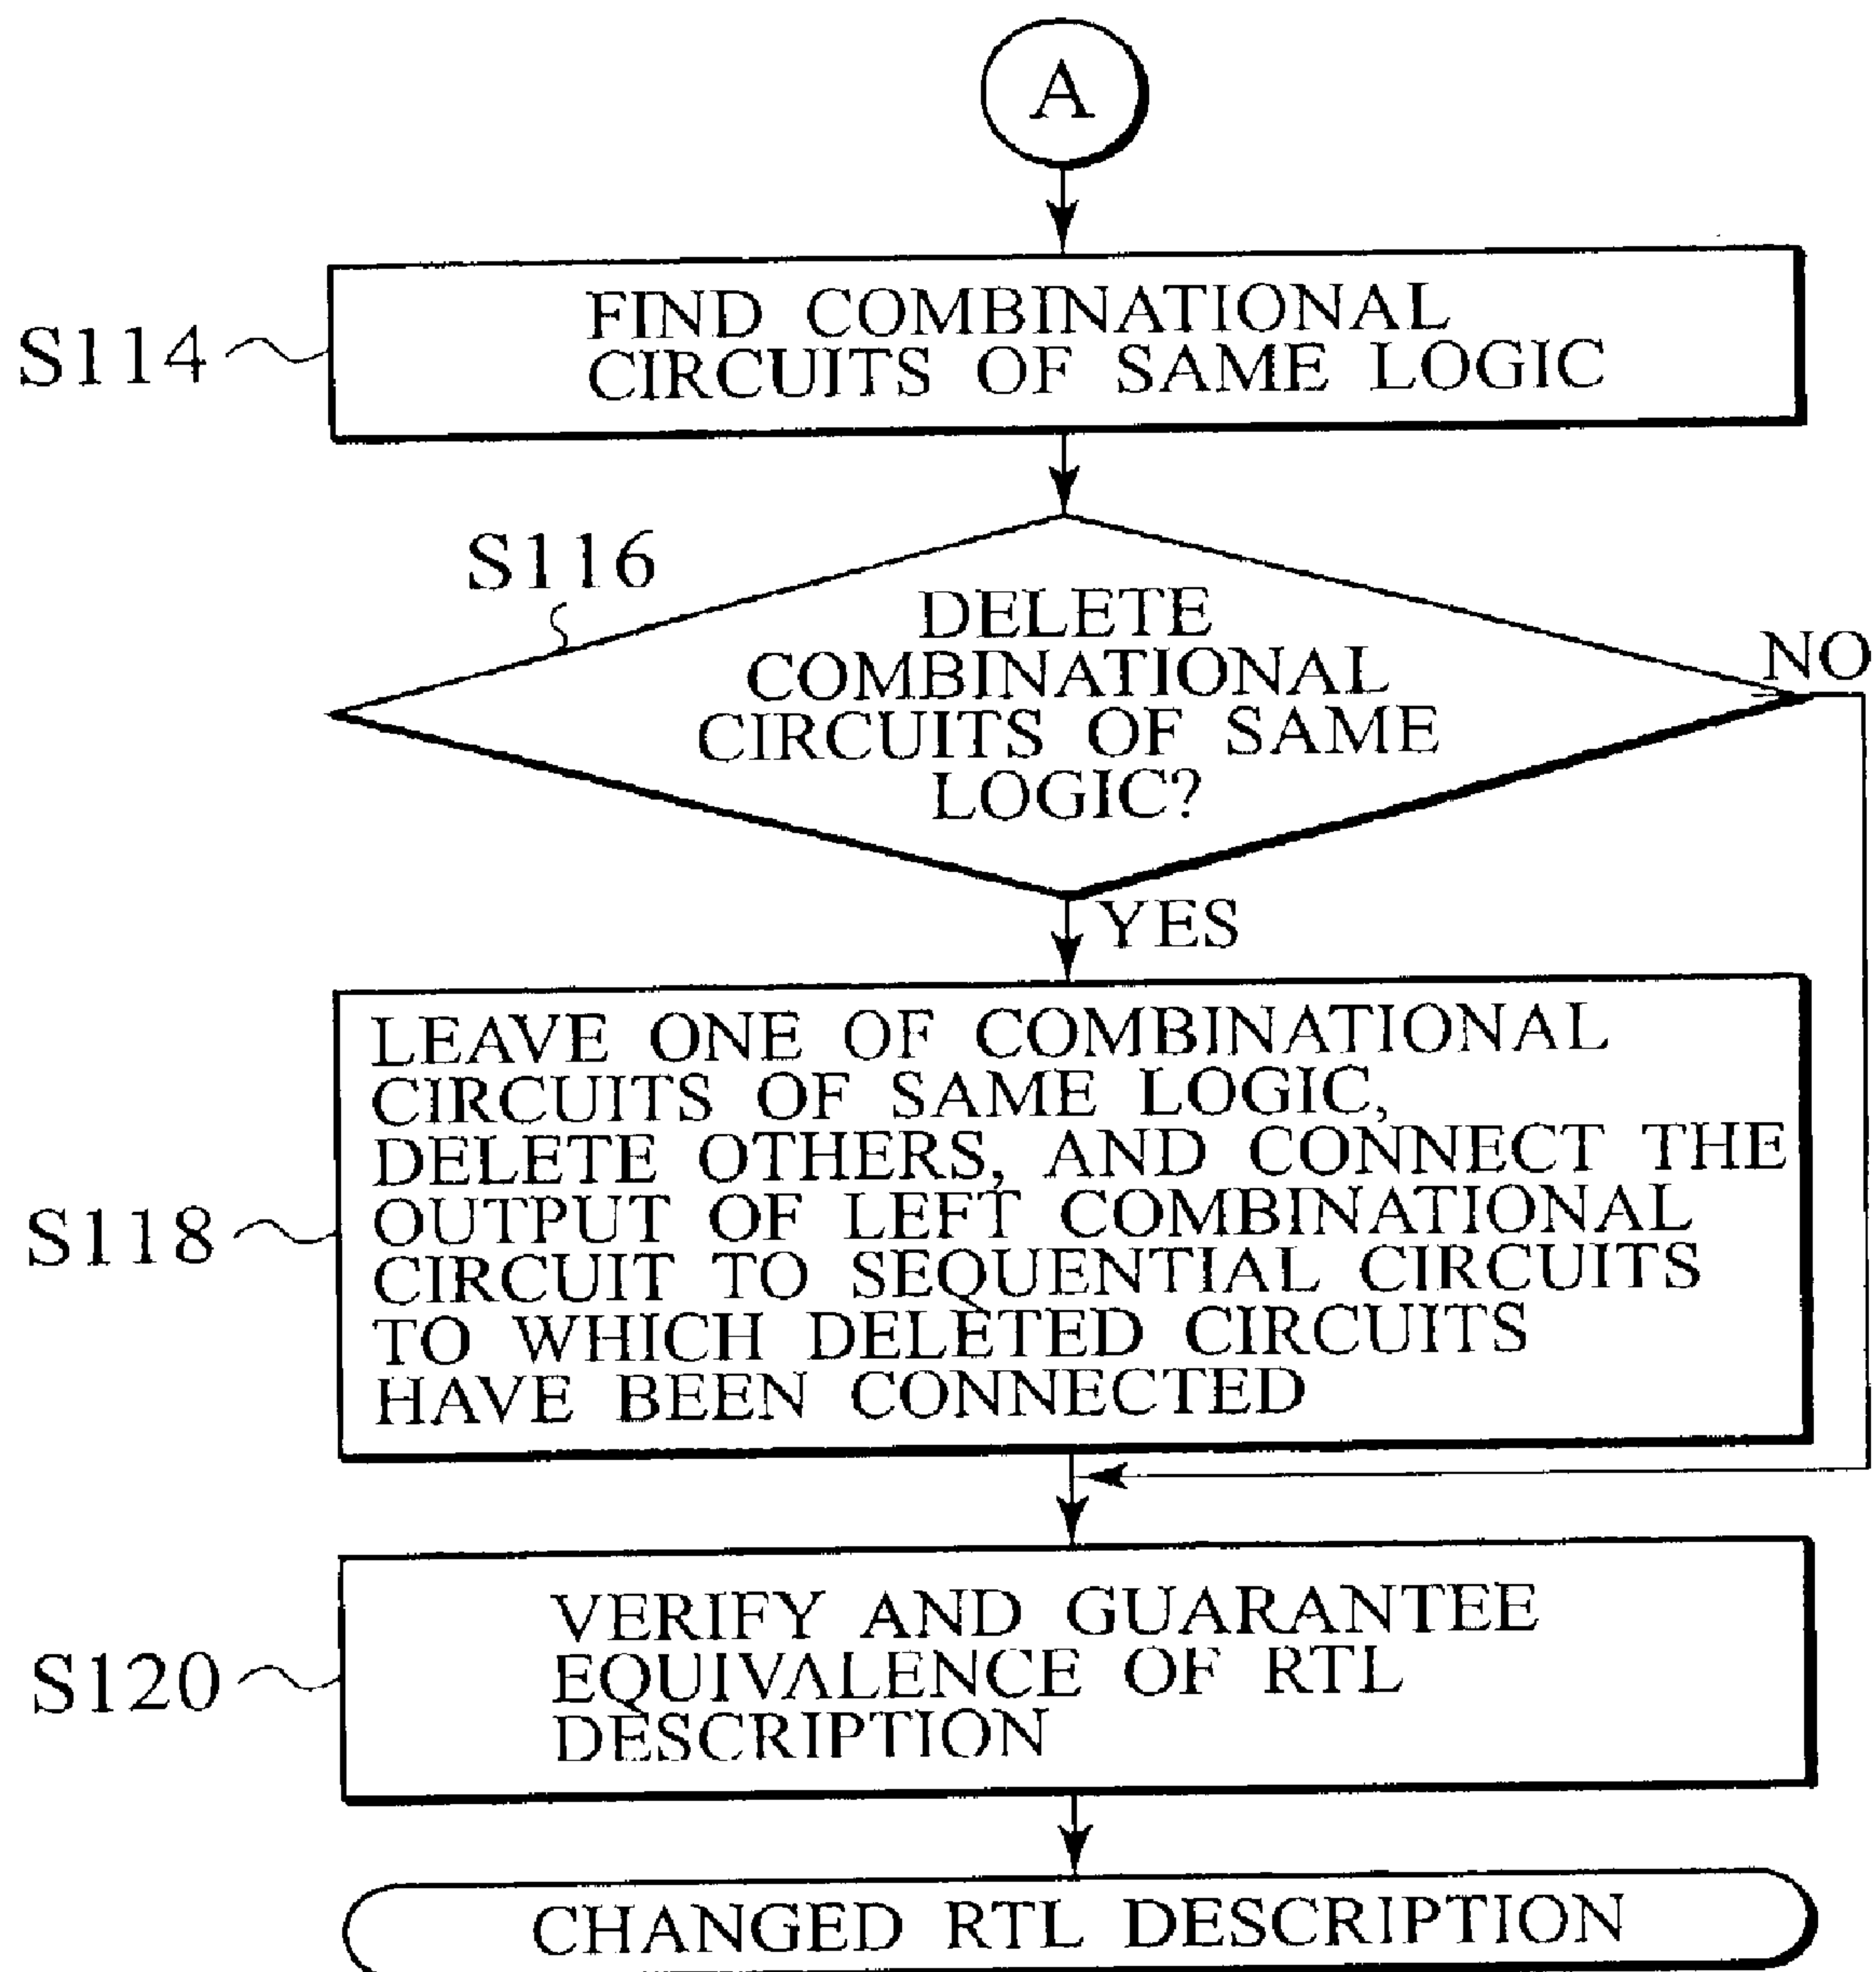 A
FIND COMBINATIONAL
CIRCUITS OF SAME LOGIC
S114
S116
DELETE
COMBINATIONAL
CIRCUITS OF SAME
LOGIC?
NO
YES
LEAVE ONE OF COMBINATIONAL
CIRCUITS OF SAME LOGIC,
DELETE OTHERS, AND CONNECT THE
OUTPUT OF LEFT COMBINATIONAL
CIRCUIT TO SEQUENTIAL CIRCUITS
TO WHICH DELETED CIRCUITS
HAVE BEEN CONNECTED
S118
VERIFY AND GUARANTEE
EQUIVALENCE OF RTL
DESCRIPTION
S120
CHANGED RTL DESCRIPTION